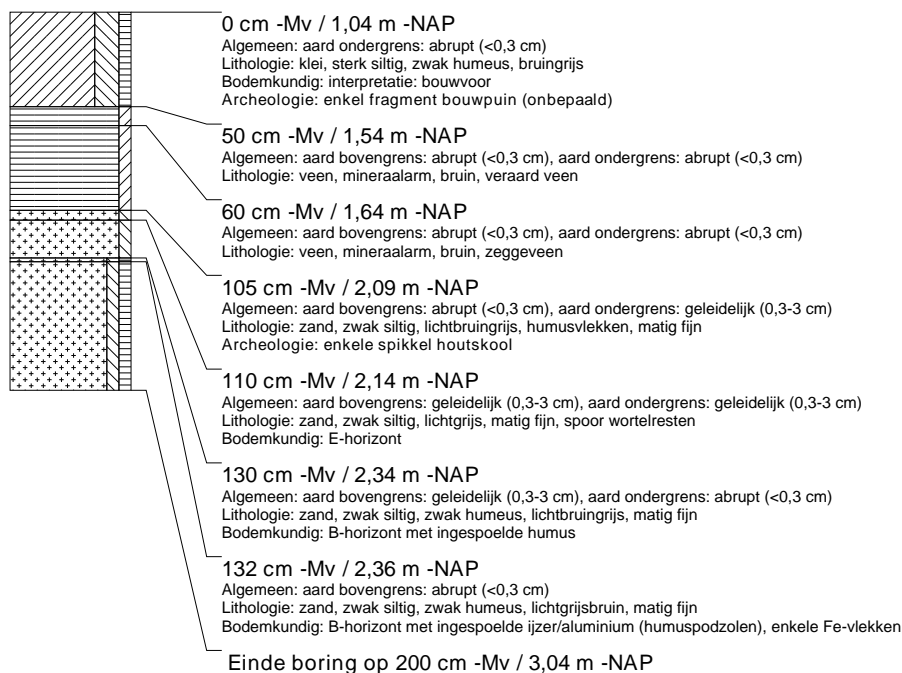 0 cm -Mv / 1,04 m -NAP
Algemeen: aard ondergrens: abrupt (<0,3 cm)
Lithologie: klei, sterk siltig, zwak humeus, bruingrijs
Bodemkundig: interpretatie: bouwvoor
Archeologie: enkel fragment bouwpuin (onbepaald)
50 cm -Mv / 1,54 m -NAP
Algemeen: aard bovengrens: abrupt (<0,3 cm), aard ondergrens: abrupt (<0,3 cm)
Lithologie: veen, mineraalarm, bruin, veraard veen
60 cm -Mv / 1,64 m -NAP
Algemeen: aard bovengrens: abrupt (<0,3 cm), aard ondergrens: abrupt (<0,3 cm)
Lithologie: veen, mineraalarm, bruin, zeggeveen
105 cm -Mv / 2,09 m -NAP
Algemeen: aard bovengrens: abrupt (<0,3 cm), aard ondergrens: geleidelijk (0,3-3 cm)
Lithologie: zand, zwak siltig, lichtbruingrijs, humusvlekken, matig fijn
Archeologie: enkele spikkel houtskool
110 cm -Mv / 2,14 m -NAP
Algemeen: aard bovengrens: geleidelijk (0,3-3 cm), aard ondergrens: geleidelijk (0,3-3 cm)
Lithologie: zand, zwak siltig, lichtgrijs, matig fijn, spoor wortelresten
Bodemkundig: E-horizont
130 cm -Mv / 2,34 m -NAP
Algemeen: aard bovengrens: geleidelijk (0,3-3 cm), aard ondergrens: abrupt (<0,3 cm)
Lithologie: zand, zwak siltig, zwak humeus, lichtbruingrijs, matig fijn
Bodemkundig: B-horizont met ingespoelde humus
132 cm -Mv / 2,36 m -NAP
Algemeen: aard bovengrens: abrupt (<0,3 cm)
Lithologie: zand, zwak siltig, zwak humeus, lichtgrijsbruin, matig fijn
Bodemkundig: B-horizont met ingespoelde ijzer/aluminium (humuspodzolen), enkele Fe-vlekken
Einde boring op 200 cm -Mv / 3,04 m -NAP